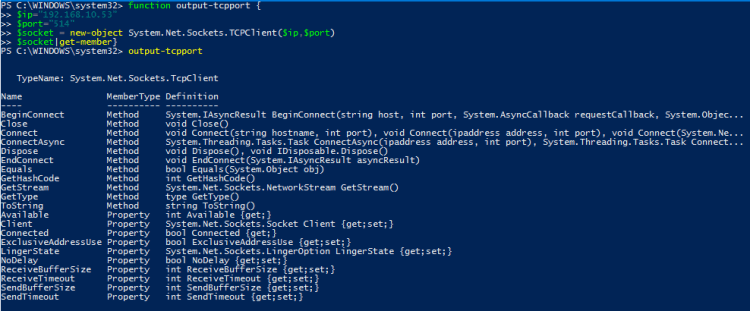 PS C:\WINDOWS\system32> function output-tcpport {
>> $ip="192.168.10.53"
>> $port="514"
>> $socket = new-object System.Net.Sockets.TCPClient($ip,$port)
>> $socket|get-member}
PS C:\WINDOWS\system32> output-tcpport
TypeName: System.Net.Sockets.TcpClient
Name MemberType Definition
---- ---------- ----------
BeginConnect Method System.IAsyncResult BeginConnect(string host, int port, System.AsyncCallback requestCallback, System.Objec...
Close Method void Close()
Connect Method void Connect(string hostname, int port), void Connect(ipaddress address, int port), void Connect(System.Ne...
ConnectAsync Method System.Threading.Tasks.Task ConnectAsync(ipaddress address, int port), System.Threading.Tasks.Task Connect...
Dispose Method void Dispose(), void IDisposable.Dispose()
EndConnect Method void EndConnect(System.IAsyncResult asyncResult)
Equals Method bool Equals(System.Object obj)
GetHashCode Method int GetHashCode()
GetStream Method System.Net.Sockets.NetworkStream GetStream()
GetType Method type GetType()
ToString Method string ToString()
Available Property int Available {get;}
Client Property System.Net.Sockets.Socket Client {get;set;}
Connected Property bool Connected {get;}
ExclusiveAddressUse Property bool ExclusiveAddressUse {get;set;}
LingerState Property System.Net.Sockets.LingerOption LingerState {get;set;}
NoDelay Property bool NoDelay {get;set;}
ReceiveBufferSize Property int ReceiveBufferSize {get;set;}
ReceiveTimeout Property int ReceiveTimeout {get;set;}
SendBufferSize Property int SendBufferSize {get;set;}
SendTimeout Property int SendTimeout {get;set;}